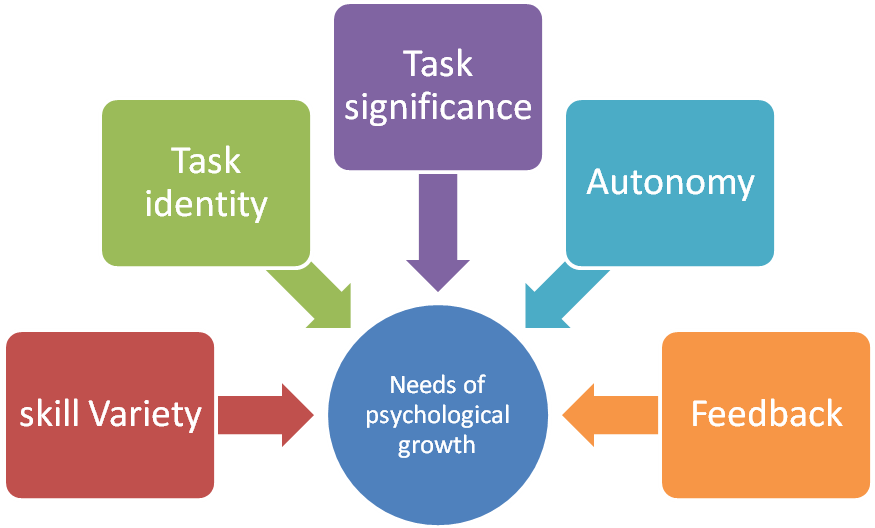 Task
significance
Task
identity
Autonomy
skill Variety
Needs of
psychological
growth
Feedback